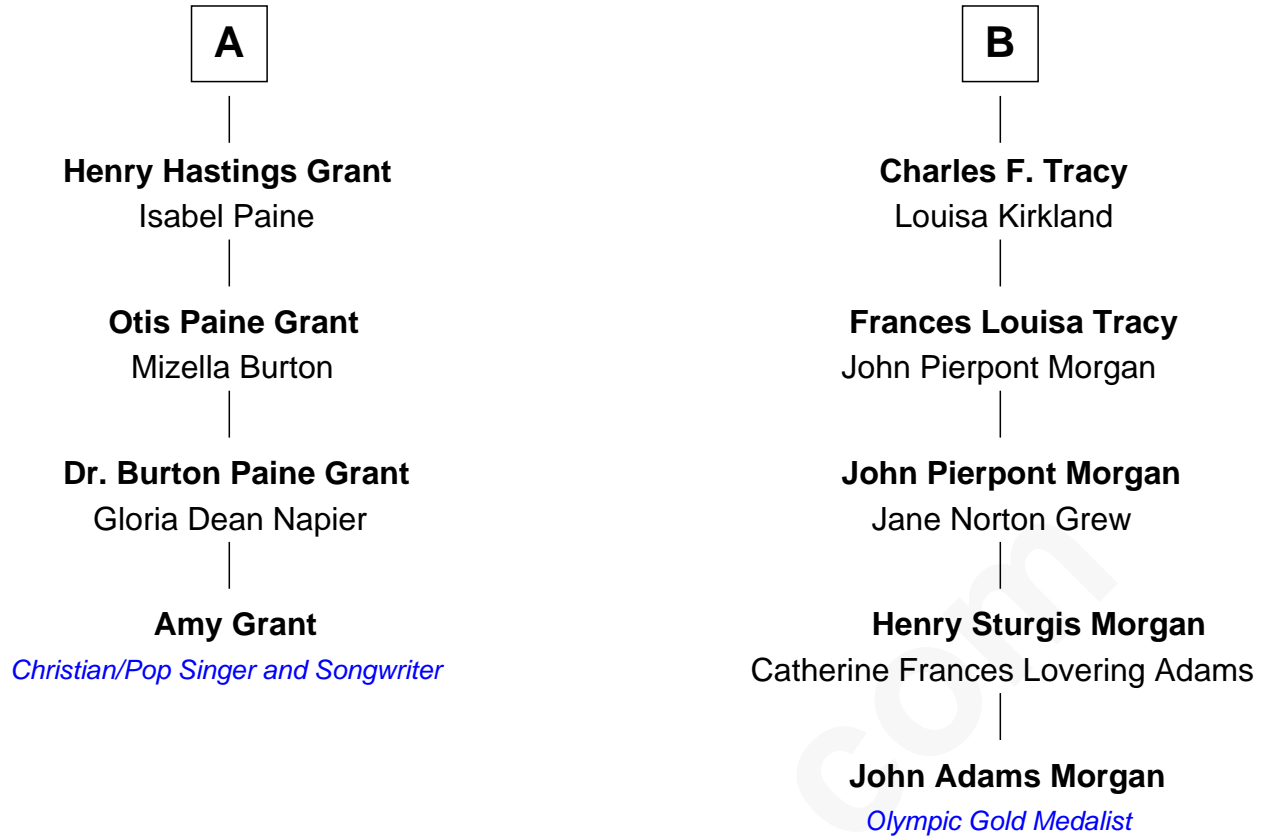 A
Henry Hastings Grant
Isabel Paine
Otis Paine Grant
Mizella Burton
Dr. Burton Paine Grant
Gloria Dean Napier
Amy Grant
Christian/Pop Singer and Songwriter
B
Charles F. Tracy
Louisa Kirkland
Frances Louisa Tracy
John Pierpont Morgan
John Pierpont Morgan
Jane Norton Grew
Henry Sturgis Morgan
Catherine Frances Lovering Adams
John Adams Morgan
Olympic Gold Medalist
com